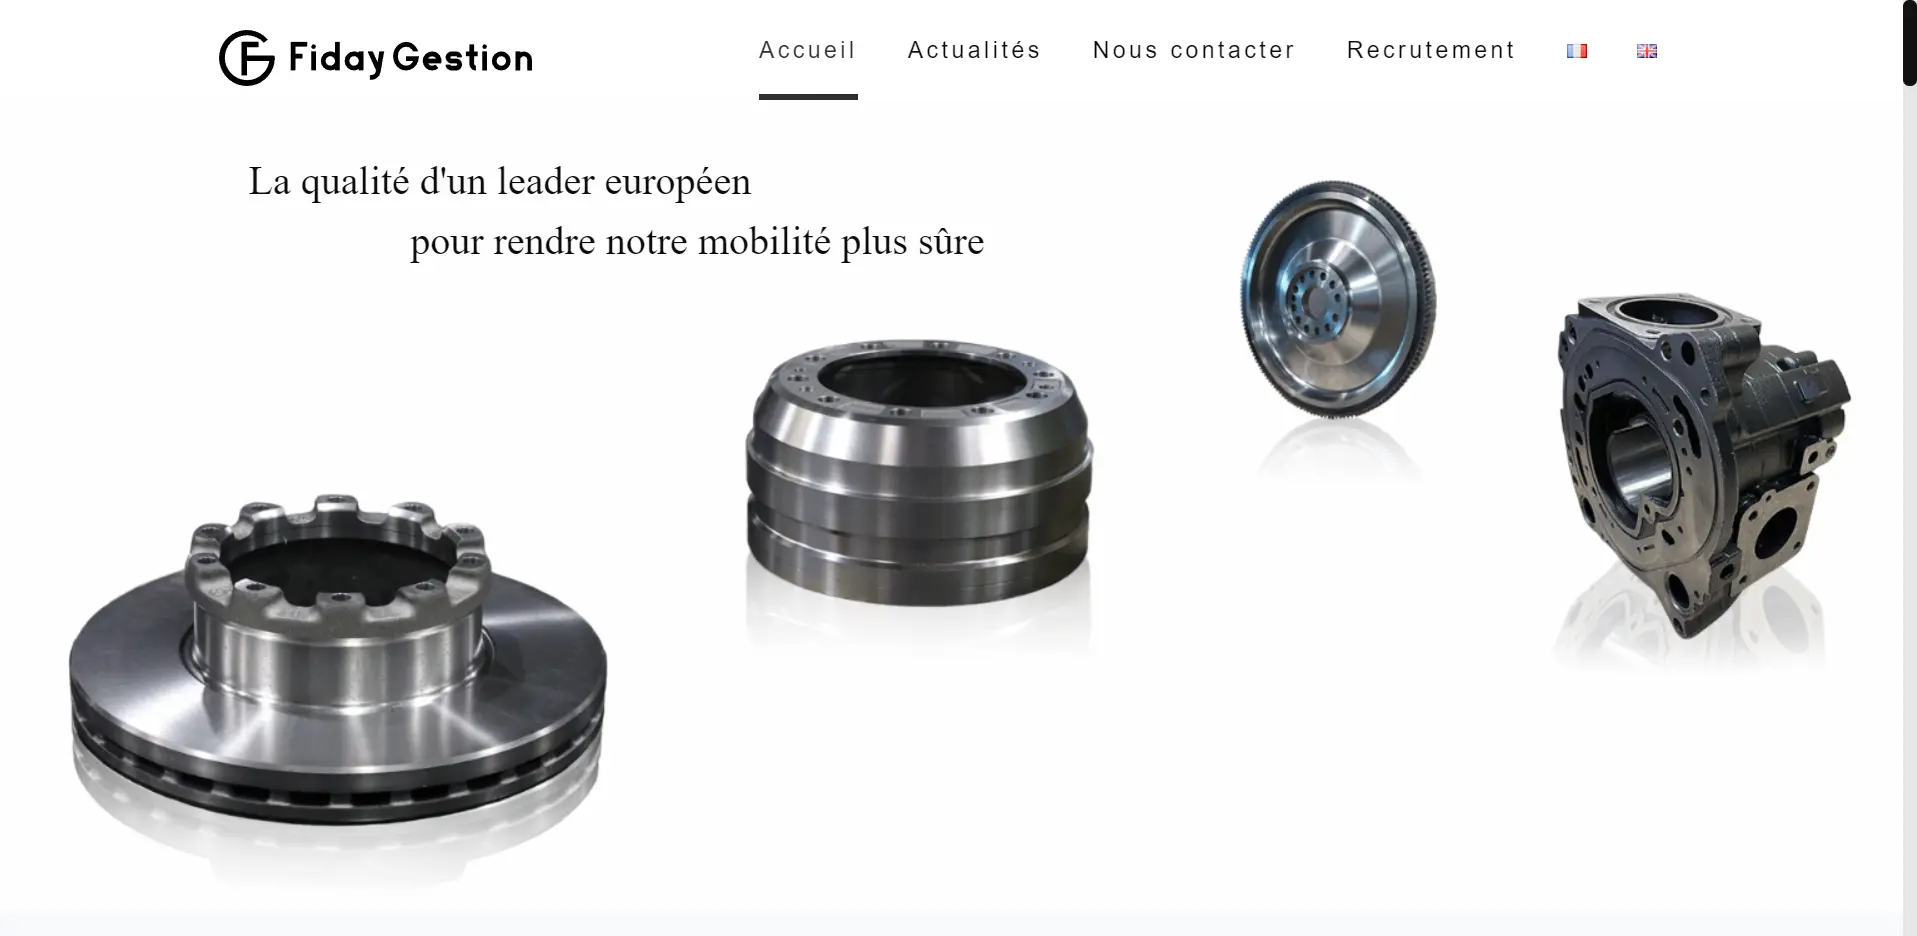 Fiday Gestion
Accueil
Actualités
Nous contacter
Recrutement
La qualité d'un leader européen
pour rendre notre mobilité plus sûre